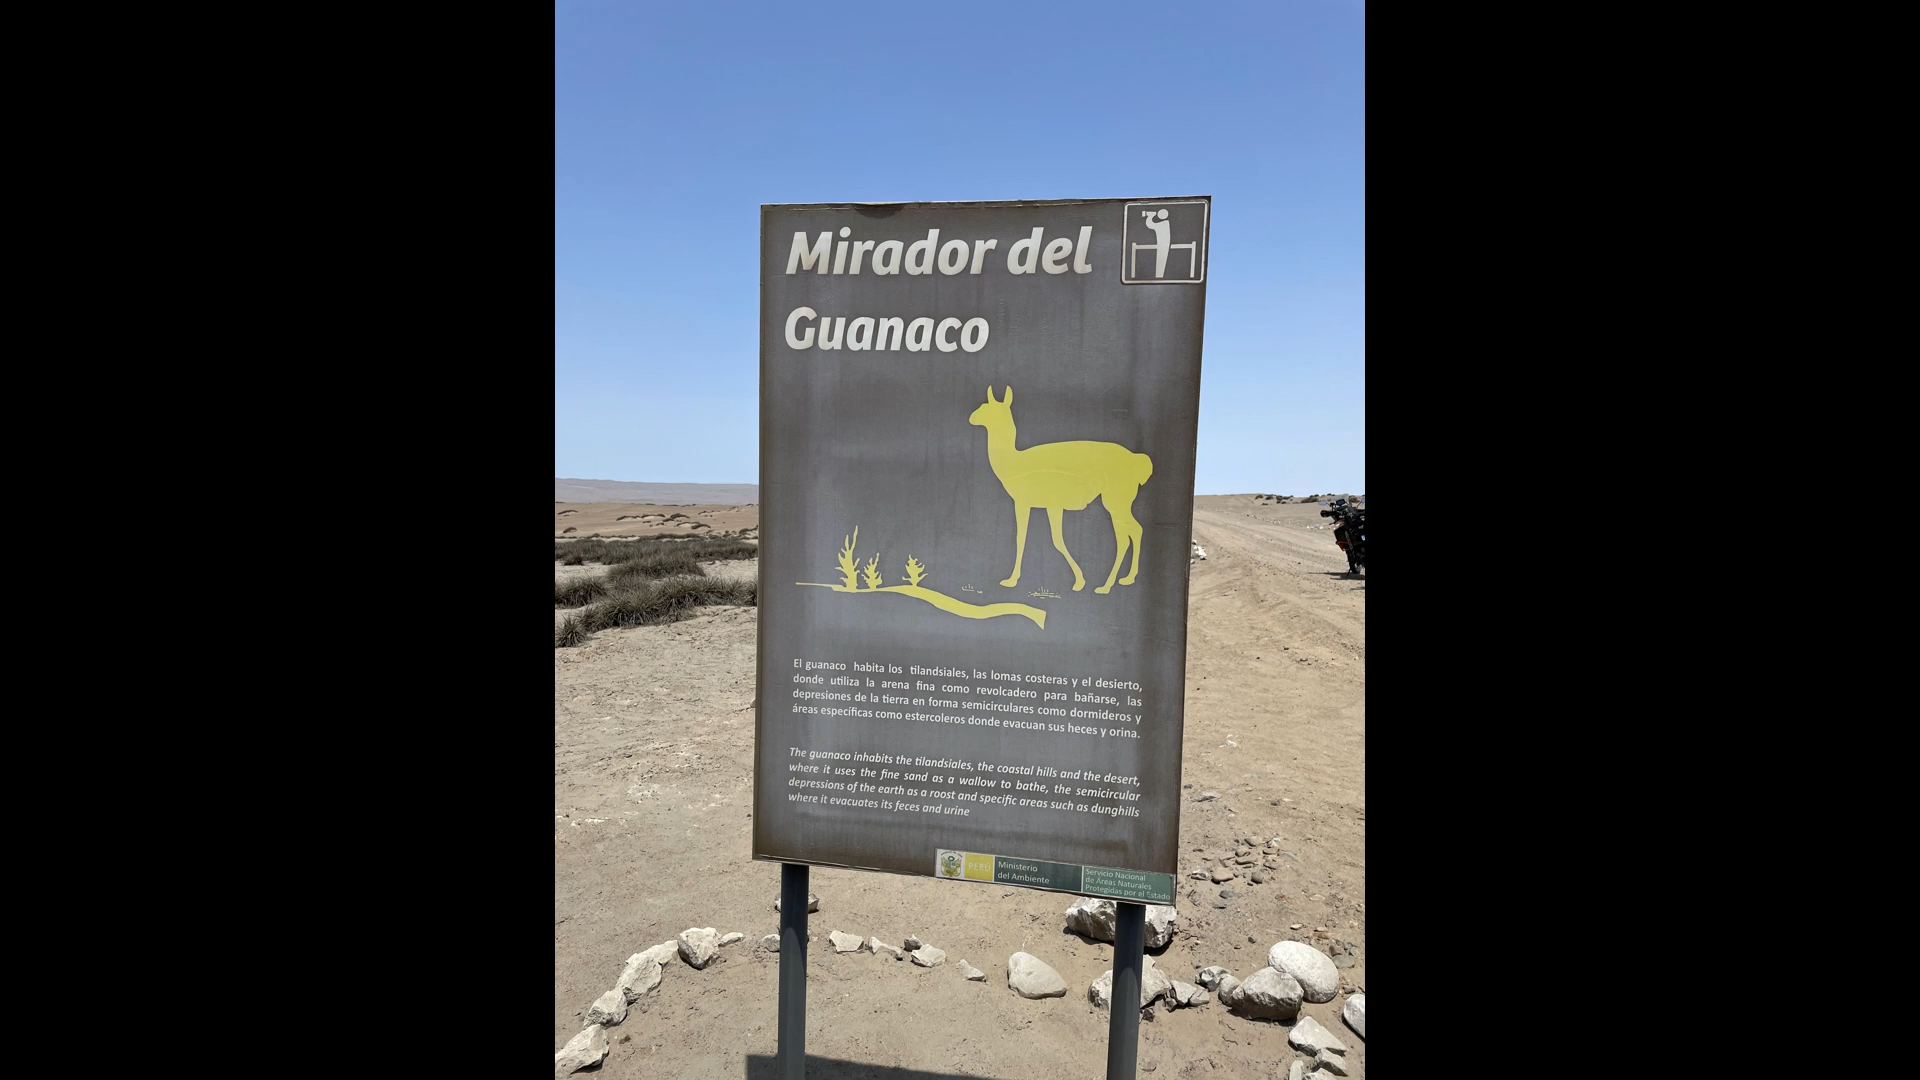 Mirador del
Guanaco
El guanaco habita los tilandsiales, las lomas costeras y el desierto,
donde utiliza la arena fina como revolcadero para bañarse, las
depresiones de la tierra en forma semicirculares como dormideros y
áreas específicas como estercoleros donde evacuan sus heces y orina.
The guanaco inhabits the tilandsiales, the coastal hills and the desert,
where it uses the fine sand as a wallow to bathe, the semicircular
depressions of the earth as a roost and specific areas such as dunghills
where it evacuates its feces and urine
PERÚ
Ministerio
del Ambiente
Servicio Nacional
de Áreas Naturales
Protegidas por el Estado